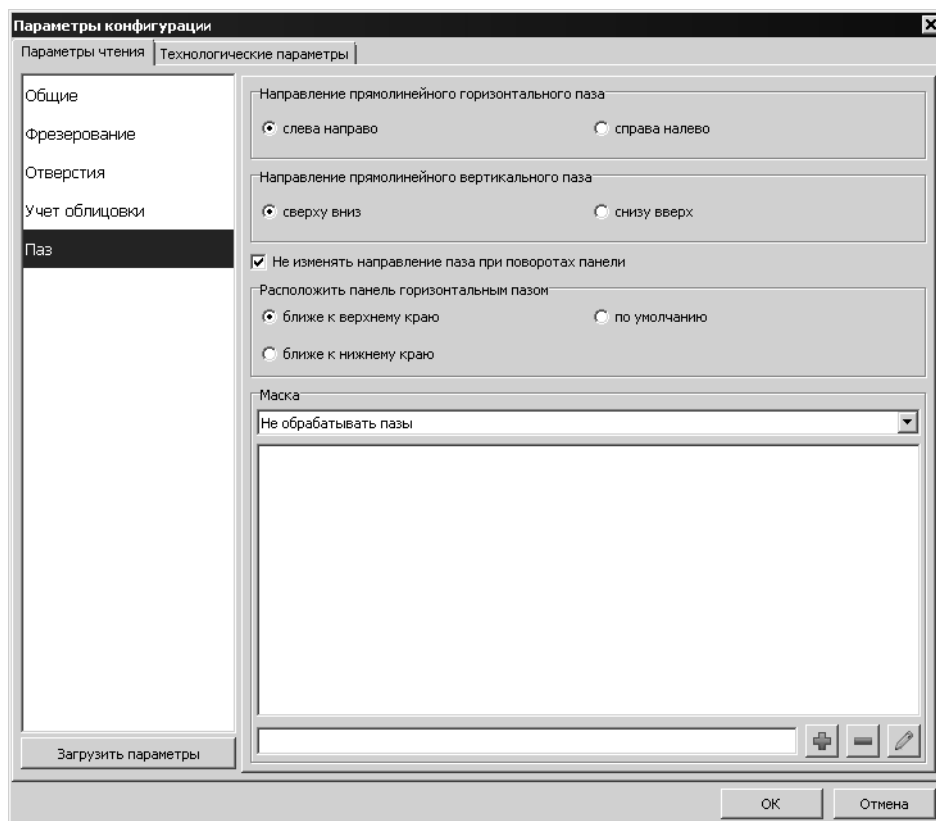 Параметры конфигурации
Параметры чтения
Технологические параметры
Общие
Фрезерование
Отверстия
Учет облицовки
Паз
Загрузить параметры
Направление прямолинейного горизонтального паза
слева направо
справа налево
Направление прямолинейного вертикального паза
сверху вниз
снизу вверх
Не изменять направление паза при поворотах панели
Расположить панель горизонтальным пазом
ближе к верхнему краю
по умолчанию
ближе к нижнему краю
Маска
Не обрабатывать пазы
ОК
Отмена